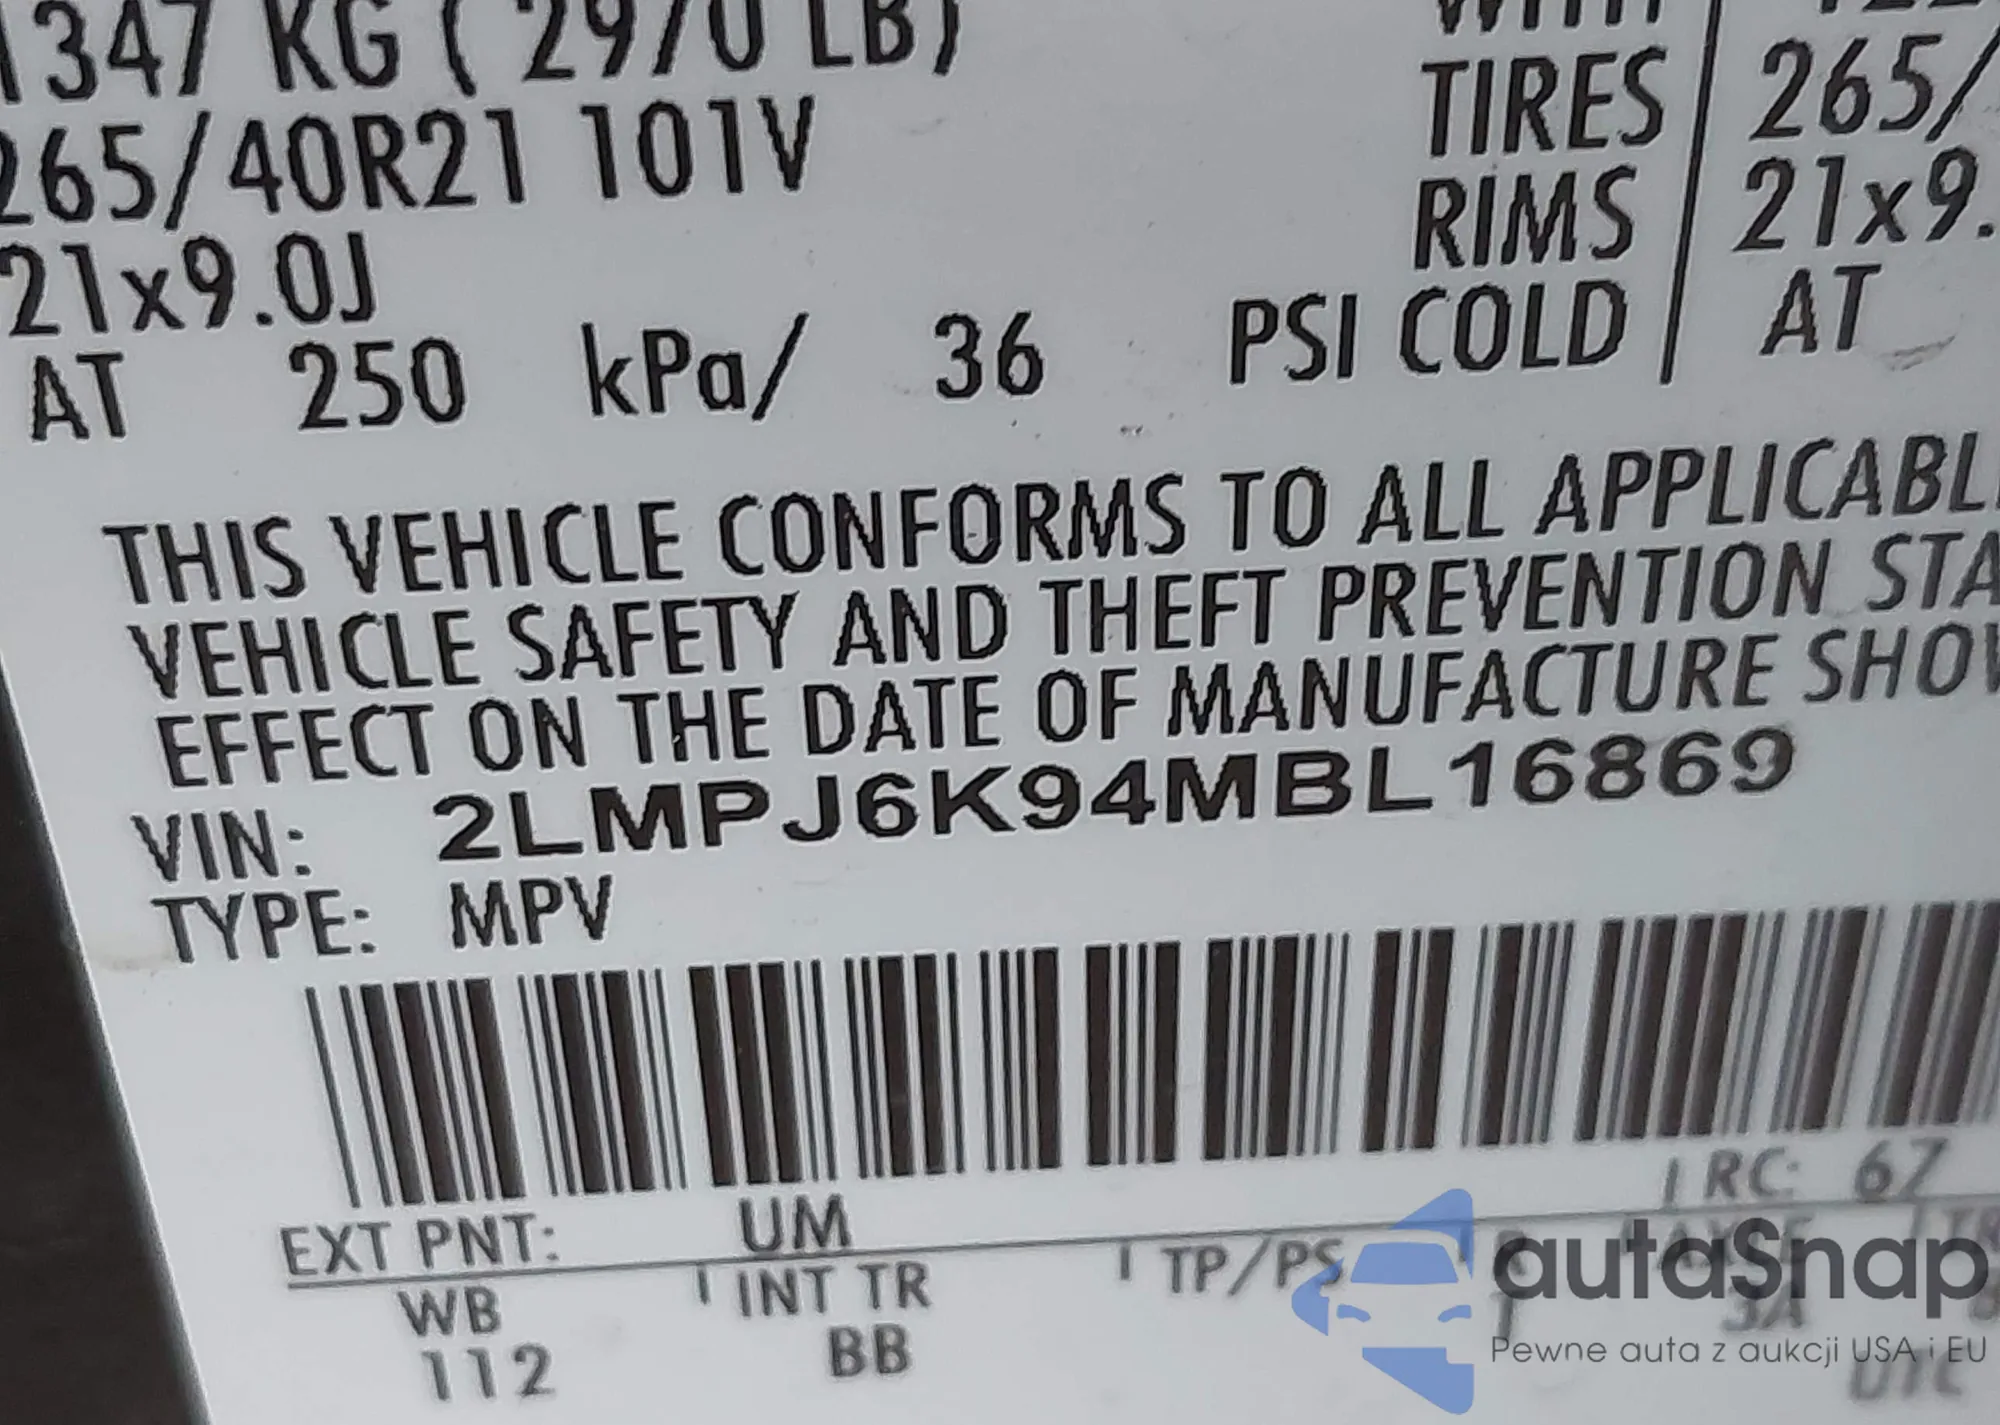 1347 KG ( 2970 LB)
265/40R21 101V
TIRES 265/
21x9.0J
RIMS 21x9.
AT 250 kPa/ 36 PSI COLD AT
THIS VEHICLE CONFORMS TO ALL APPLICABL
VEHICLE SAFETY AND THEFT PREVENTION STA
EFFECT ON THE DATE OF MANUFACTURE SHOW
VIN: 2LMPJ6K94MBL16869
TYPE: MPV
EXT PNT: UM RC: 67
WB INT TR TP/PS
112 BB 3A
autaSnap
Pewne auta z aukcji USA i EU